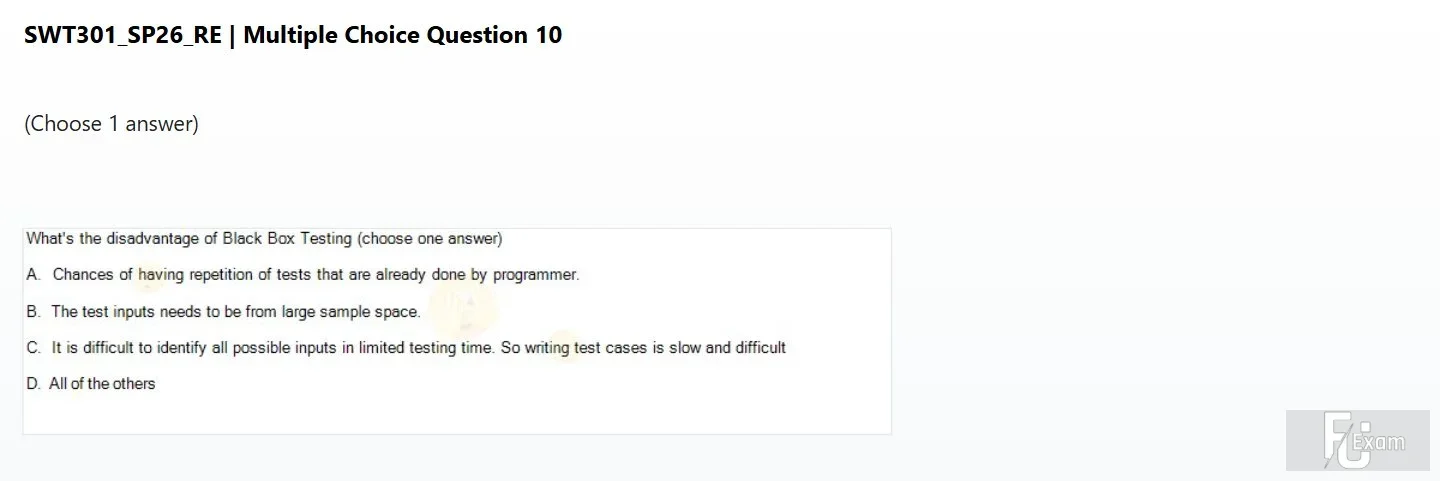 SWT301_SP26_RE | Multiple Choice Question 10
(Choose 1 answer)
What's the disadvantage of Black Box Testing (choose one answer)
A. Chances of having repetition of tests that are already done by programmer.
B. The test inputs needs to be from large sample space.
C. It is difficult to identify all possible inputs in limited testing time. So writing test cases is slow and difficult
D. All of the others
FU Exam